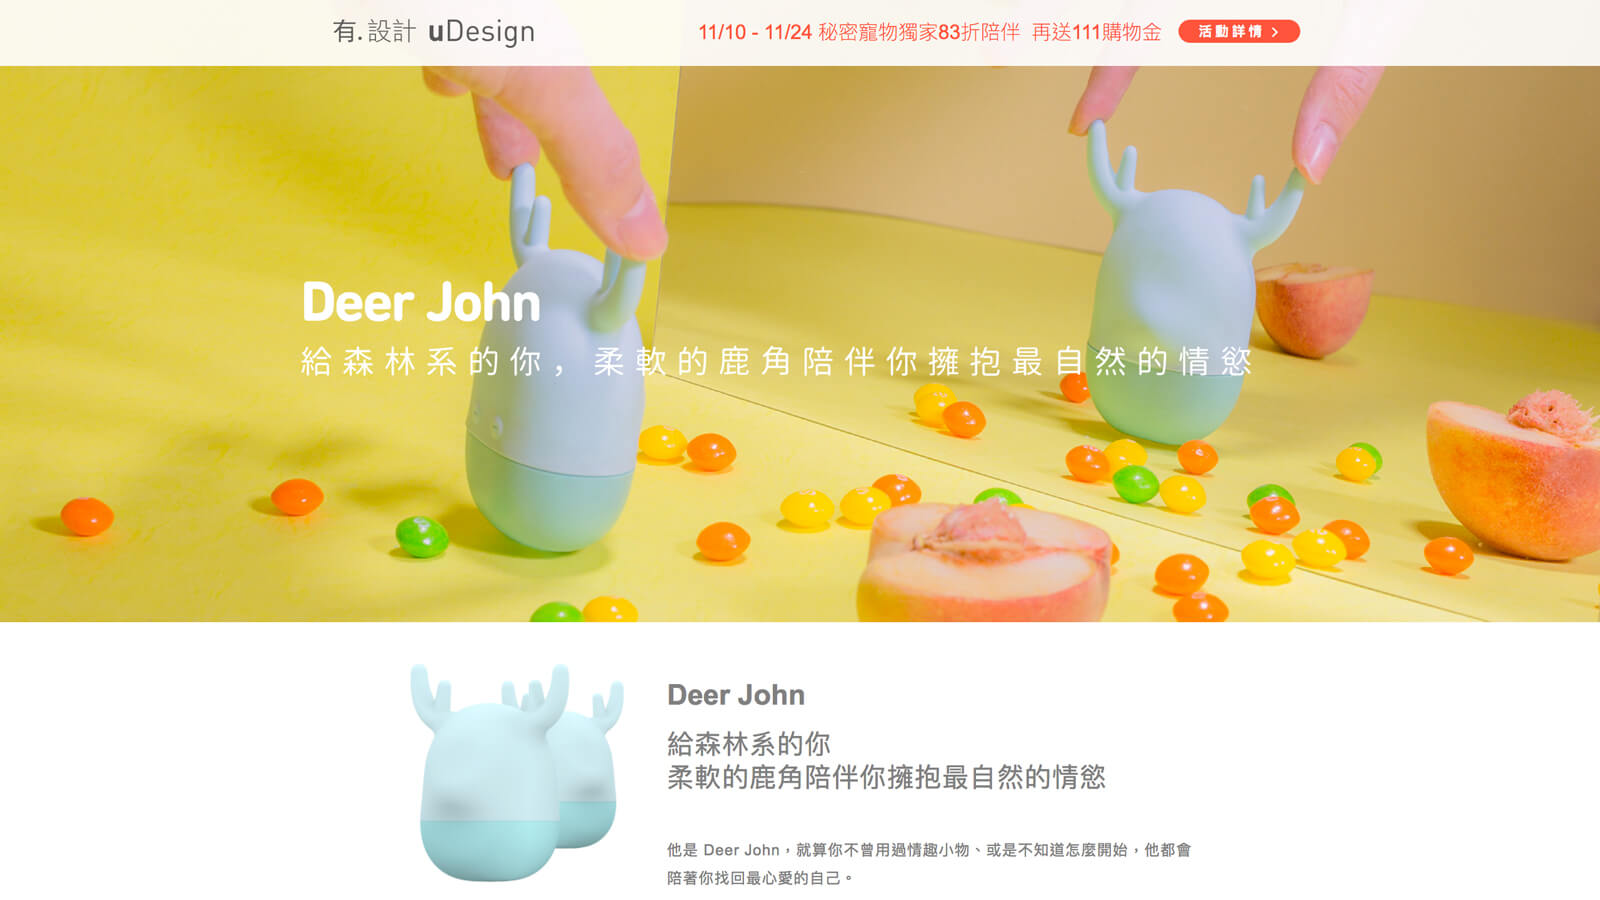 有.設計 uDesign
11/10 - 11/24 秘密寵物獨家83折陪伴 再送111購物金
活動詳情 >
Deer John
給森林系的你，柔軟的鹿角陪伴你擁抱最自然的情慾
Deer John
給森林系的你
柔軟的鹿角陪伴你擁抱最自然的情慾
他是 Deer John，就算你不曾用過情趣小物、或是不知道怎麼開始，他都會
陪著你找回最心愛的自己。